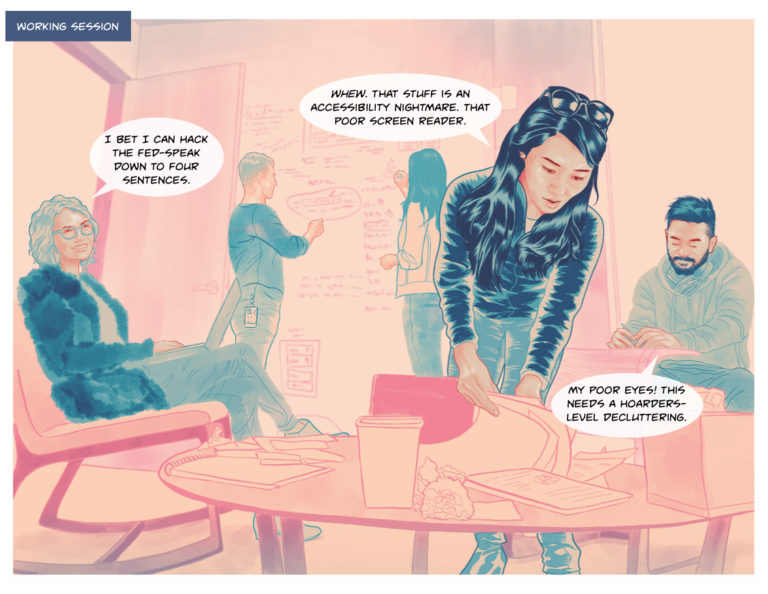 WORKING SESSION
WHEW. THAT STUFF IS AN
ACCESSIBILITY NIGHTMARE. THAT
POOR SCREEN READER.
I BET I CAN HACK
THE FED-SPEAK
DOWN TO FOUR
SENTENCES.
MY POOR EYES! THIS
NEEDS A HOARDERS-
LEVEL DECLUTTERING.